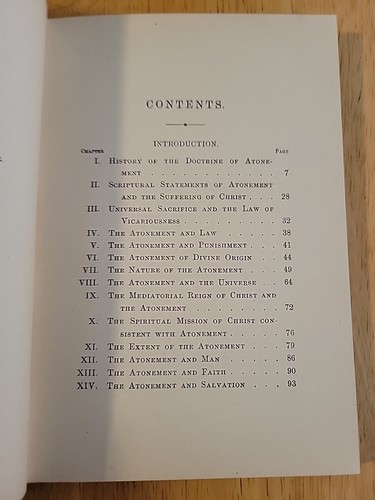 CONTENTS.
INTRODUCTION.
CHAPTER PAGE
I. HISTORY OF THE DOCTRINE OF ATONE-
MENT . . . . . . . . . . . 7
II. SCRIPTURAL STATEMENTS OF ATONEMENT
AND THE SUFFERING OF CHRIST . . . 28
III. UNIVERSAL SACRIFICE AND THE LAW OF
VICARIOUSNESS . . . . . . . . 32
IV. THE ATONEMENT AND LAW . . . . . 38
V. THE ATONEMENT AND PUNISHMENT . . . 41
VI. THE ATONEMENT OF DIVINE ORIGIN . . 44
VII. THE NATURE OF THE ATONEMENT . . . 49
VIII. THE ATONEMENT AND THE UNIVERSE . . 64
IX. THE MEDIATORIAL REIGN OF CHRIST AND
THE ATONEMENT . . . . . . . . 72
X. THE SPIRITUAL MISSION OF CHRIST CON-
SISTENT WITH ATONEMENT . . . . . 76
XI. THE EXTENT OF THE ATONEMENT . . . 79
XII. THE ATONEMENT AND MAN . . . . . 86
XIII. THE ATONEMENT AND FAITH . . . . . 90
XIV. THE ATONEMENT AND SALVATION . . . 93